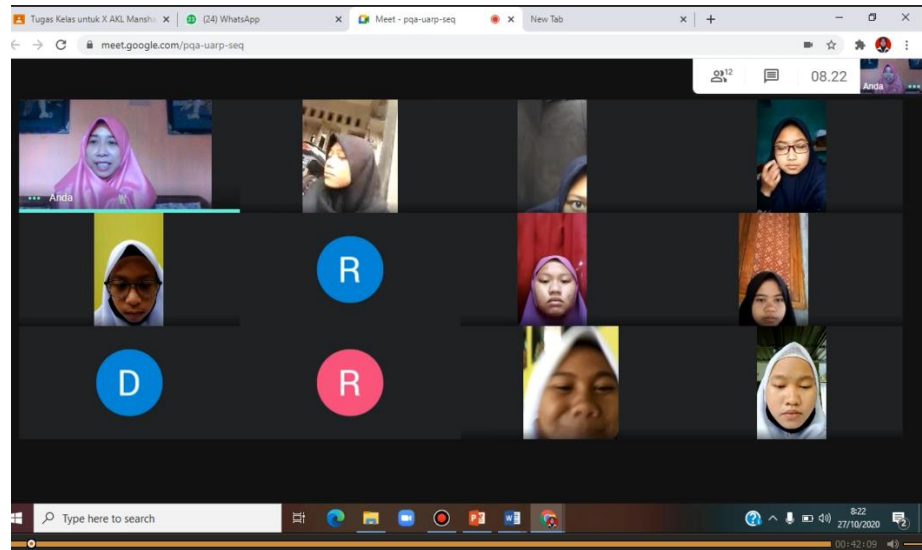 Tugas Kelas untuk X AKL Mansha
(24) WhatsApp
Meet - pqa-uarp-seq
New Tab
meet.google.com/pqa-uarp-seq
12
08.22
Anda
Anda
R
D
R
Type here to search
8:22
27/10/2020
2
00:42:09